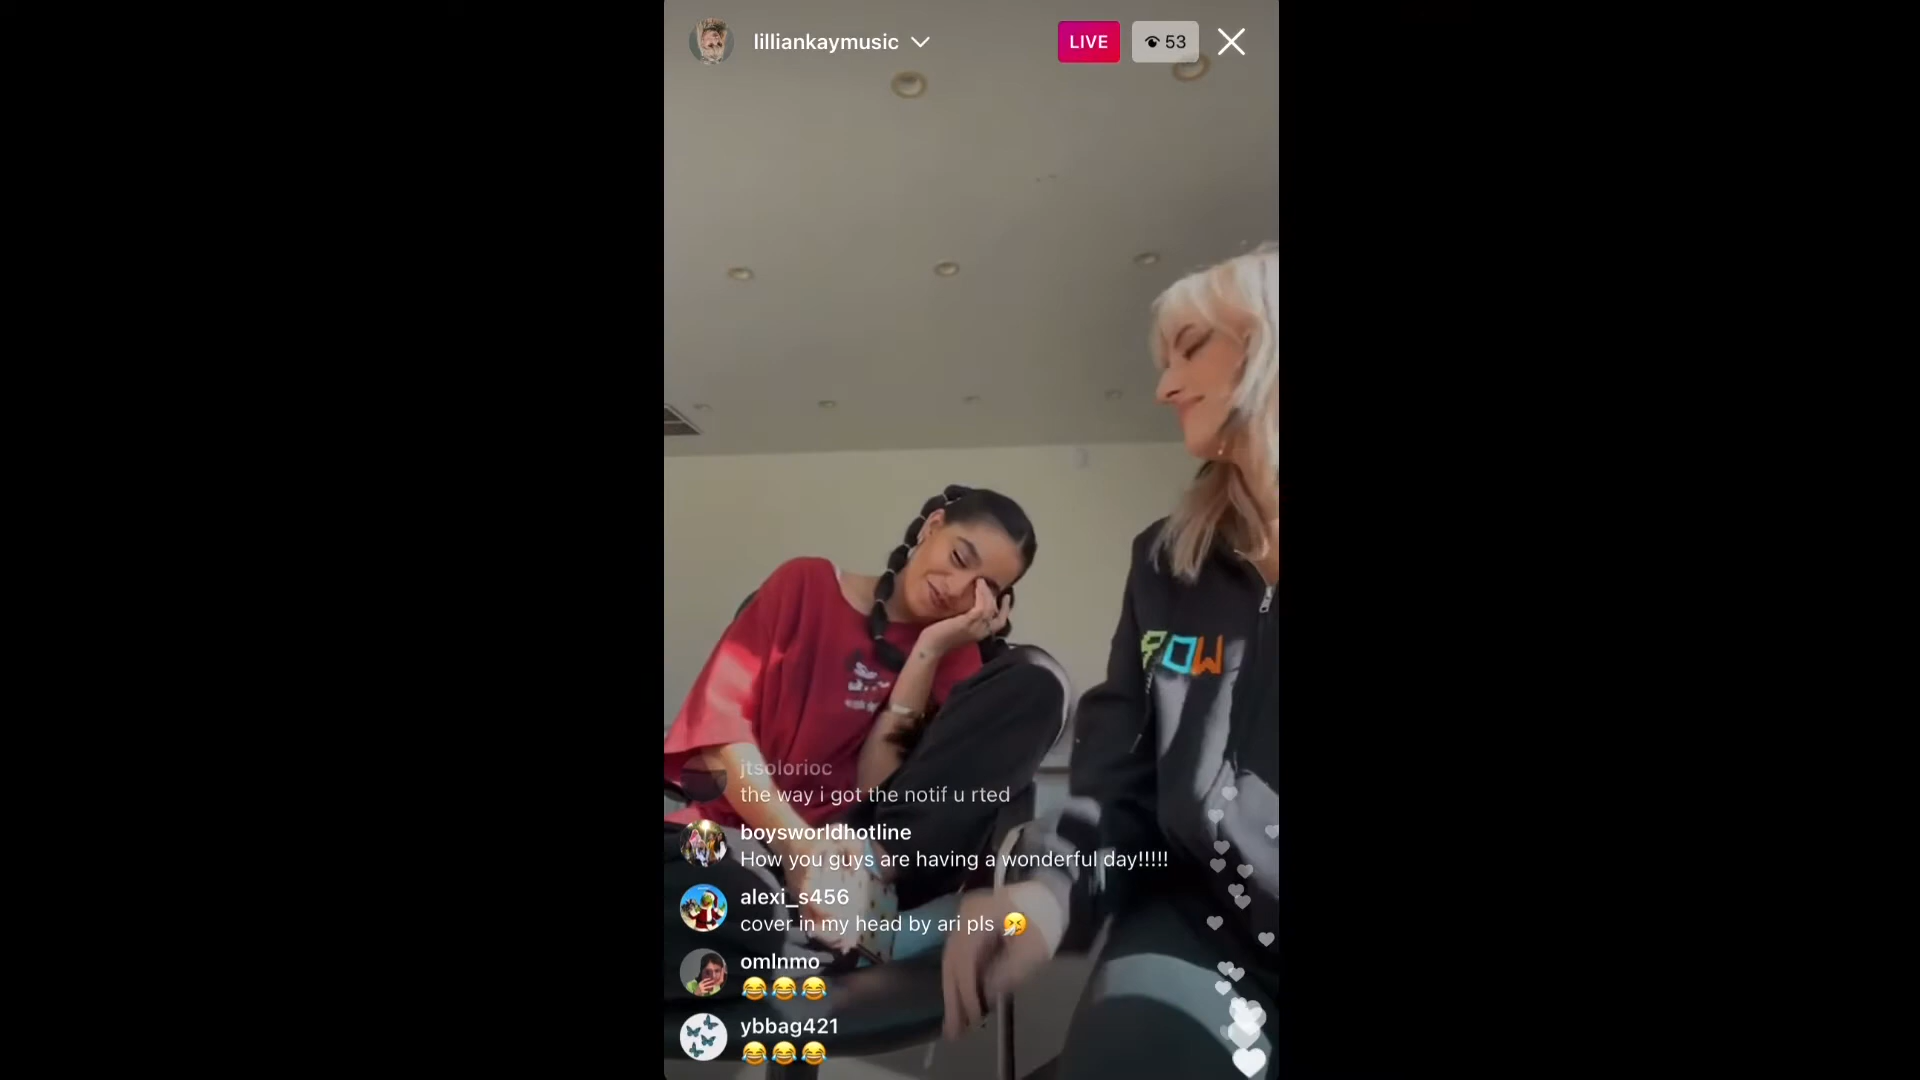 lilliankaymusic
LIVE
53
ROW
jtsolorioc
the way i got the notif u rted
boysworldhotline
How you guys are having a wonderful day!!!!!
alexi_s456
cover in my head by ari pls 🤧
omlnmo
😂😂😂
ybbag421
😂😂😂